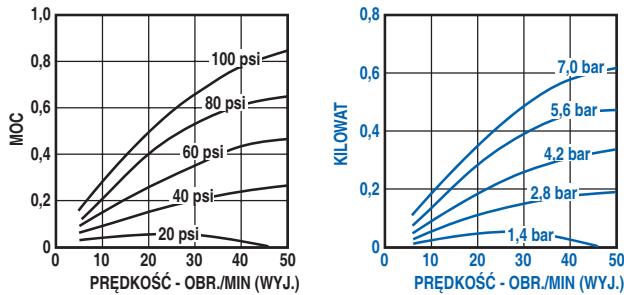 1,0
0,8
0,6
0,4
0,2
0
MOC
100 psi
80 psi
60 psi
40 psi
20 psi
0 10 20 30 40 50
PRĘDKOŚĆ - OBR./MIN (WYJ.)
0,8
0,6
0,4
0,2
0
KILOWAT
7,0 bar
5,6 bar
4,2 bar
2,8 bar
1,4 bar
0 10 20 30 40 50
PRĘDKOŚĆ - OBR./MIN (WYJ.)